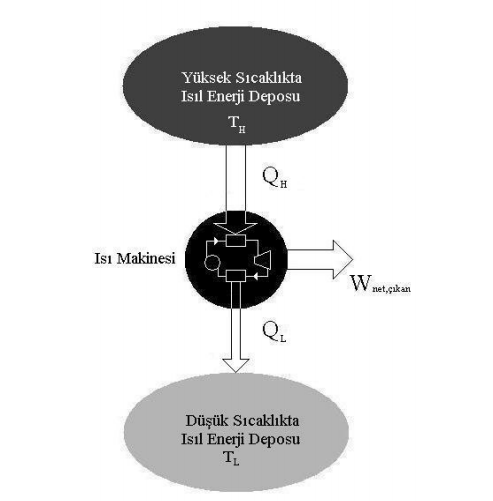 Yüksek Sıcaklıkta
Isıl Enerji Deposu
T_H
Q_H
Isı Makinesi
W_net,çıkan
Q_L
Düşük Sıcaklıkta
Isıl Enerji Deposu
T_L